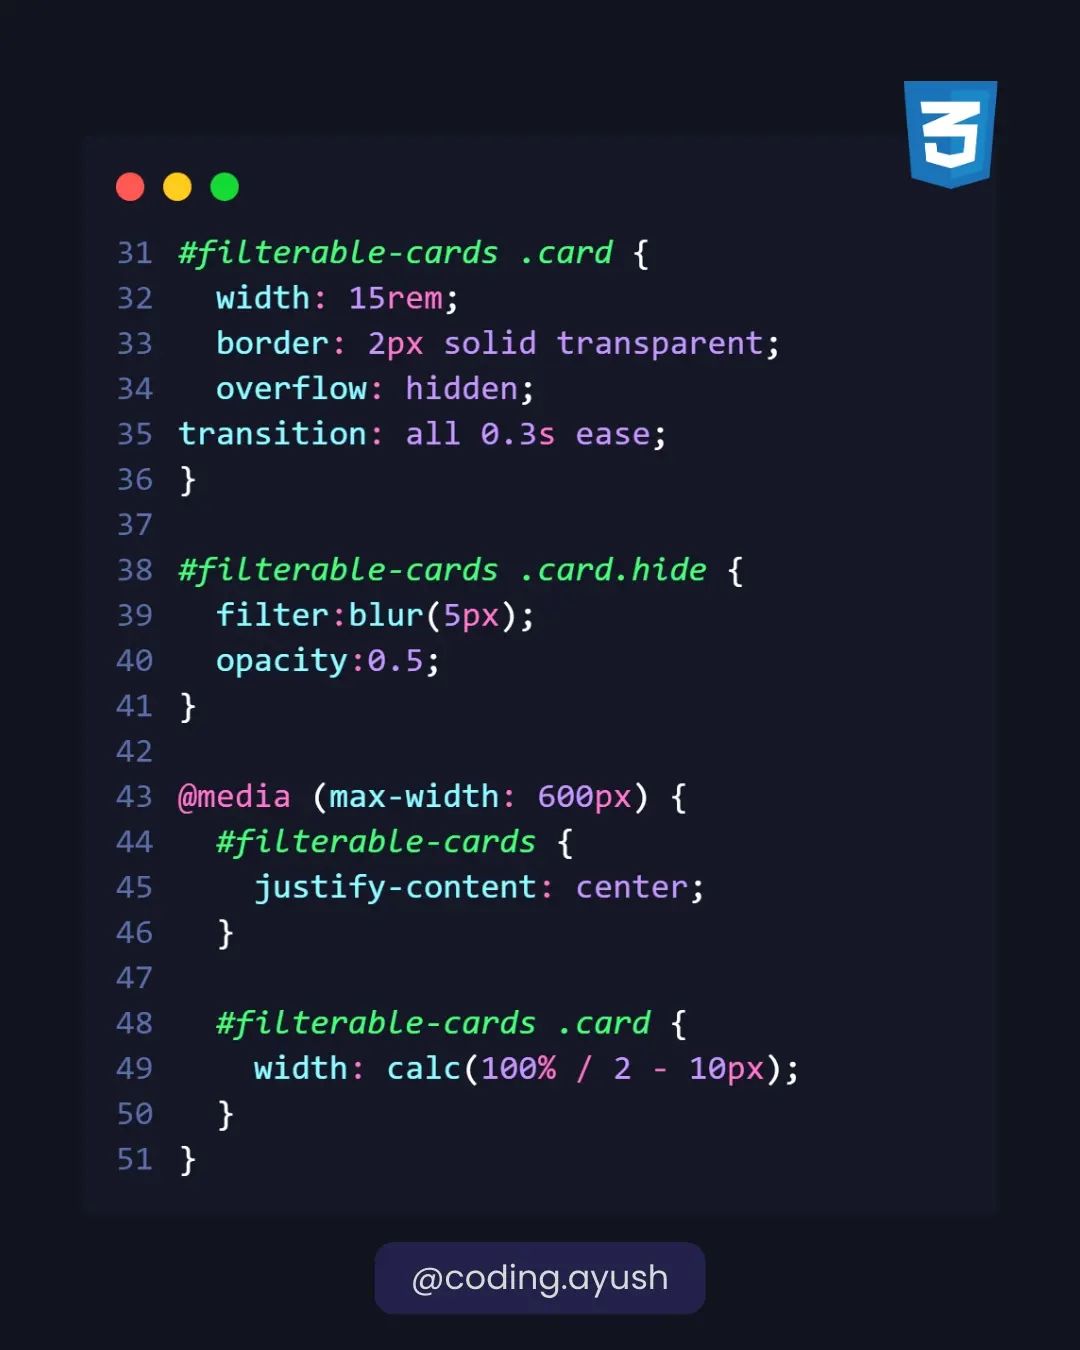 3
31 #filterable-cards .card {
32   width: 15rem;
33   border: 2px solid transparent;
34   overflow: hidden;
35 transition: all 0.3s ease;
36 }
37
38 #filterable-cards .card.hide {
39   filter:blur(5px);
40   opacity:0.5;
41 }
42
43 @media (max-width: 600px) {
44   #filterable-cards {
45     justify-content: center;
46   }
47
48   #filterable-cards .card {
49     width: calc(100% / 2 - 10px);
50   }
51 }
@coding.ayush